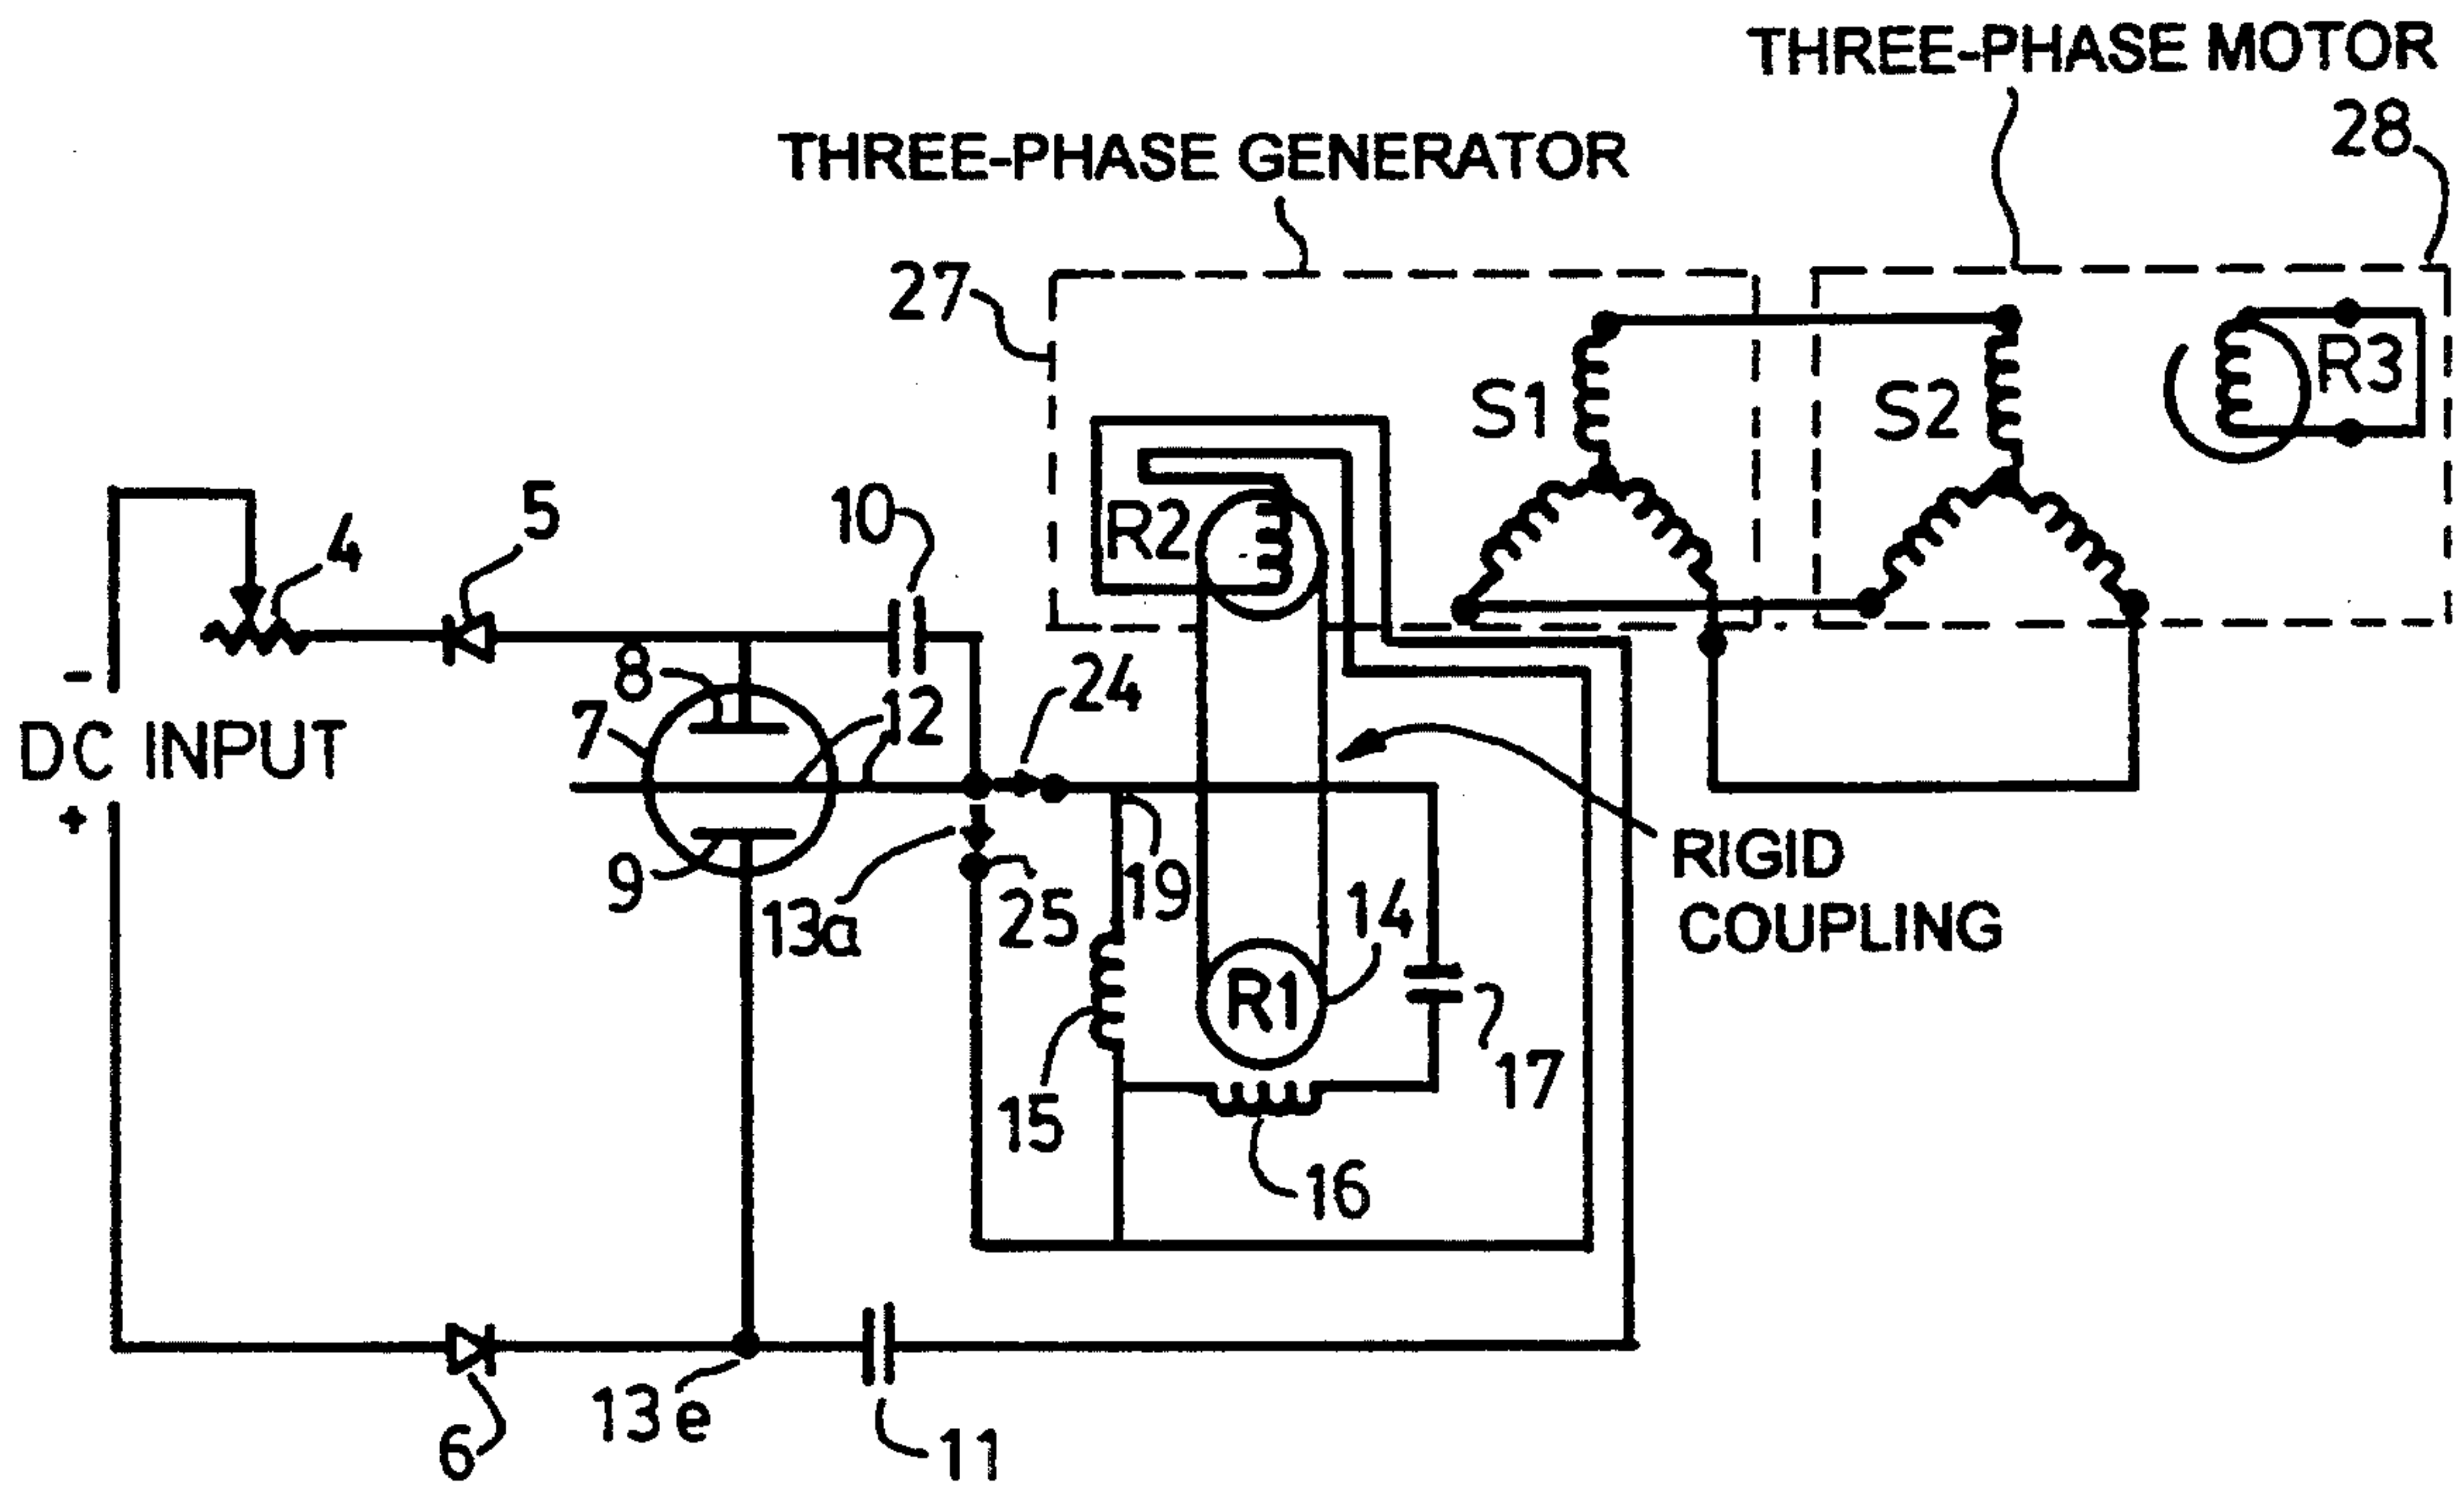 THREE-PHASE MOTOR
28
THREE-PHASE GENERATOR
27
S1
S2
R3
5
10
4
R2
8
12
24
7
-
DC INPUT
+
9
13a
25
19
14
RIGID
COUPLING
R1
17
15
16
13e
6
11